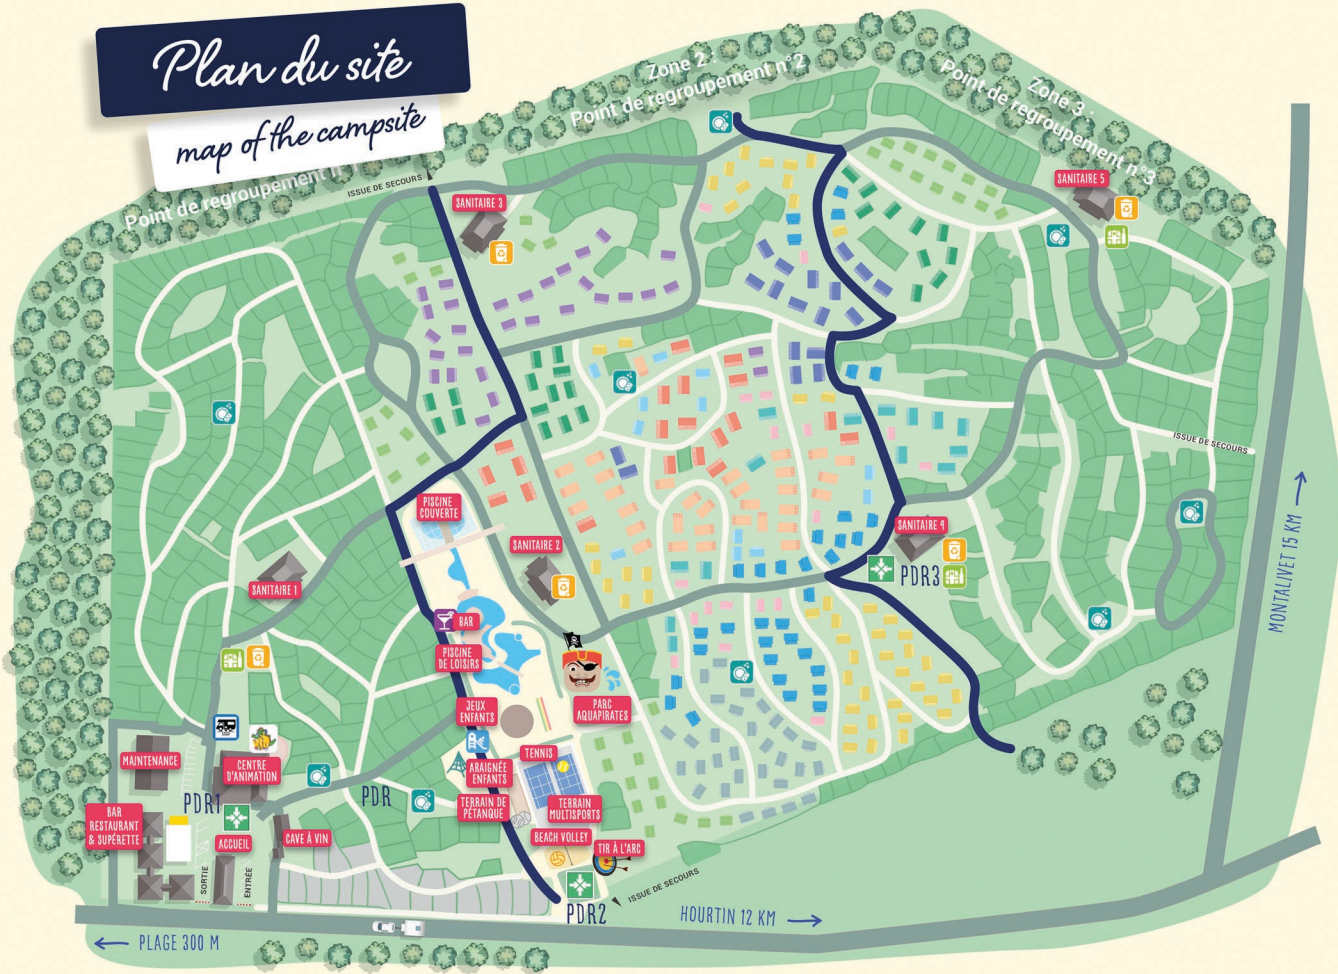 Plan du site
map of the campsite
Zone 2 :
Point de regroupement n°2
Zone 3 :
Point de regroupement n°3
Point de regroupement n°
ISSUE DE SECOURS
SANITAIRE 3
SANITAIRE 5
ISSUE DE SECOURS
PISCINE
COUVERTE
SANITAIRE 2
SANITAIRE 4
PDR3
SANITAIRE 1
BAR
PISCINE
DE LOISIRS
JEUX
ENFANTS
PARC
AQUAPIRATES
MONTALIVET 15 KM
MAINTENANCE
CENTRE
D'ANIMATION
TENNIS
ARAIGNÉE
ENFANTS
PDR1
PDR
TERRAIN DE
PÉTANQUE
TERRAIN
MULTISPORTS
BAR
RESTAURANT
& SUPÉRETTE
ACCUEIL
CAVE À VIN
BEACH VOLLEY
TIR À L'ARC
SORTIE
ENTRÉE
ISSUE DE SECOURS
PDR2
HOURTIN 12 KM
PLAGE 300 M